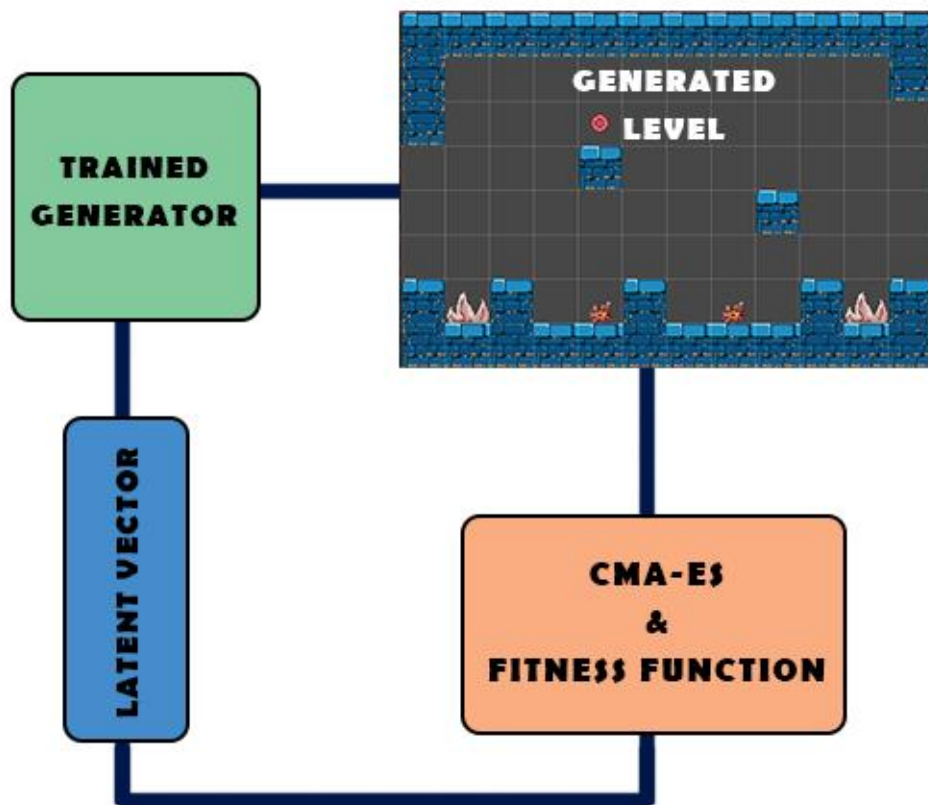 TRAINED
GENERATOR
GENERATED
LEVEL
LATENT VECTOR
CMA-ES
&
FITNESS FUNCTION